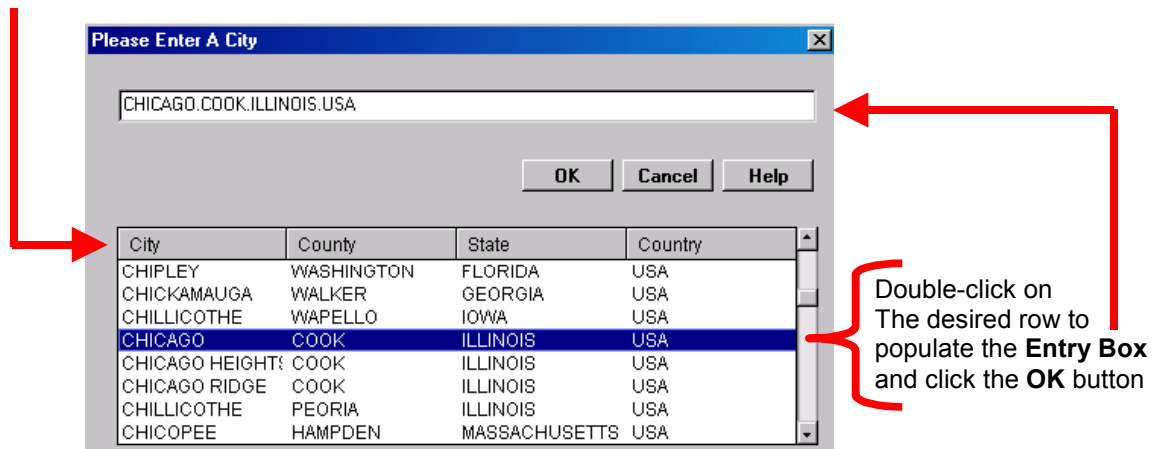 Please Enter A City
CHICAGO.COOK.ILLINOIS.USA
OK Cancel Help
City County State Country
CHIPLEY WASHINGTON FLORIDA USA
CHICKAMAUGA WALKER GEORGIA USA
CHILLICOTHE WAPELLO IOWA USA
CHICAGO COOK ILLINOIS USA
CHICAGO HEIGHTS COOK ILLINOIS USA
CHICAGO RIDGE COOK ILLINOIS USA
CHILLICOTHE PEORIA ILLINOIS USA
CHICOPEE HAMPDEN MASSACHUSETTS USA
Double-click on
The desired row to
populate the Entry Box
and click the OK button